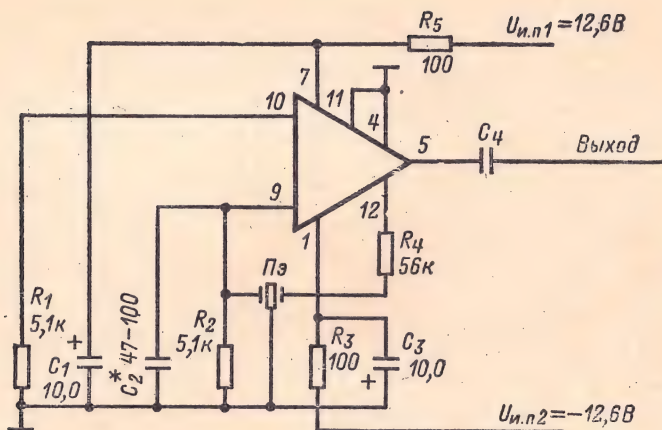 R5
100
Uи.п1=12,6В
7
11
10
4
5
C4
Выход
9
12
1
R4
56к
Пэ
R1
5,1к
C1
10,0
+
C2* 47-100
R2
5,1к
R3
100
C3
10,0
+
Uи.п2=-12,6В